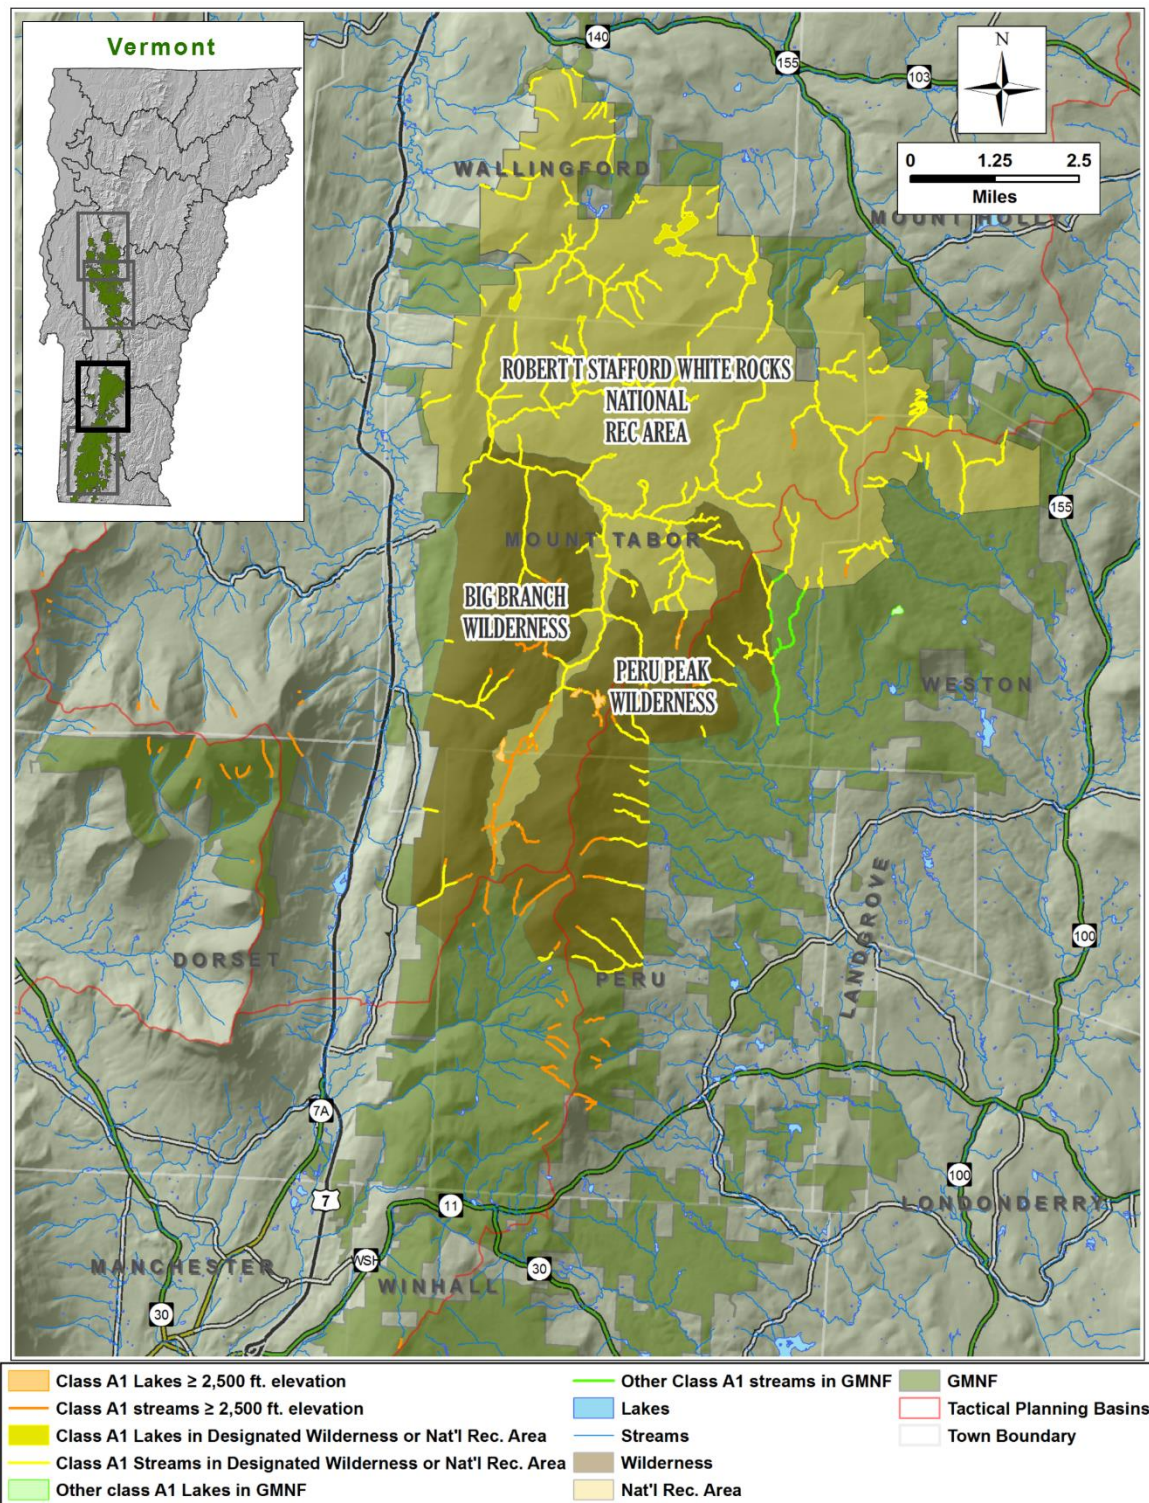 Vermont
N
0 1.25 2.5
Miles
140
155
103
WALLINGFORD
MOUNT HOLL
ROBERT T STAFFORD WHITE ROCKS
NATIONAL
REC AREA
155
MOUNT TABOR
BIG BRANCH
WILDERNESS
PERU PEAK
WILDERNESS
WESTON
LANDGROVE
100
DORSET
PERU
7A
100
7
11
LONDONDERRY
WSH
30
MANCHESTER
WINHALL
30
Class A1 Lakes ≥ 2,500 ft. elevation
Class A1 streams ≥ 2,500 ft. elevation
Class A1 Lakes in Designated Wilderness or Nat'l Rec. Area
Class A1 Streams in Designated Wilderness or Nat'l Rec. Area
Other class A1 Lakes in GMNF
Other Class A1 streams in GMNF
Lakes
Streams
Wilderness
Nat'l Rec. Area
GMNF
Tactical Planning Basins
Town Boundary